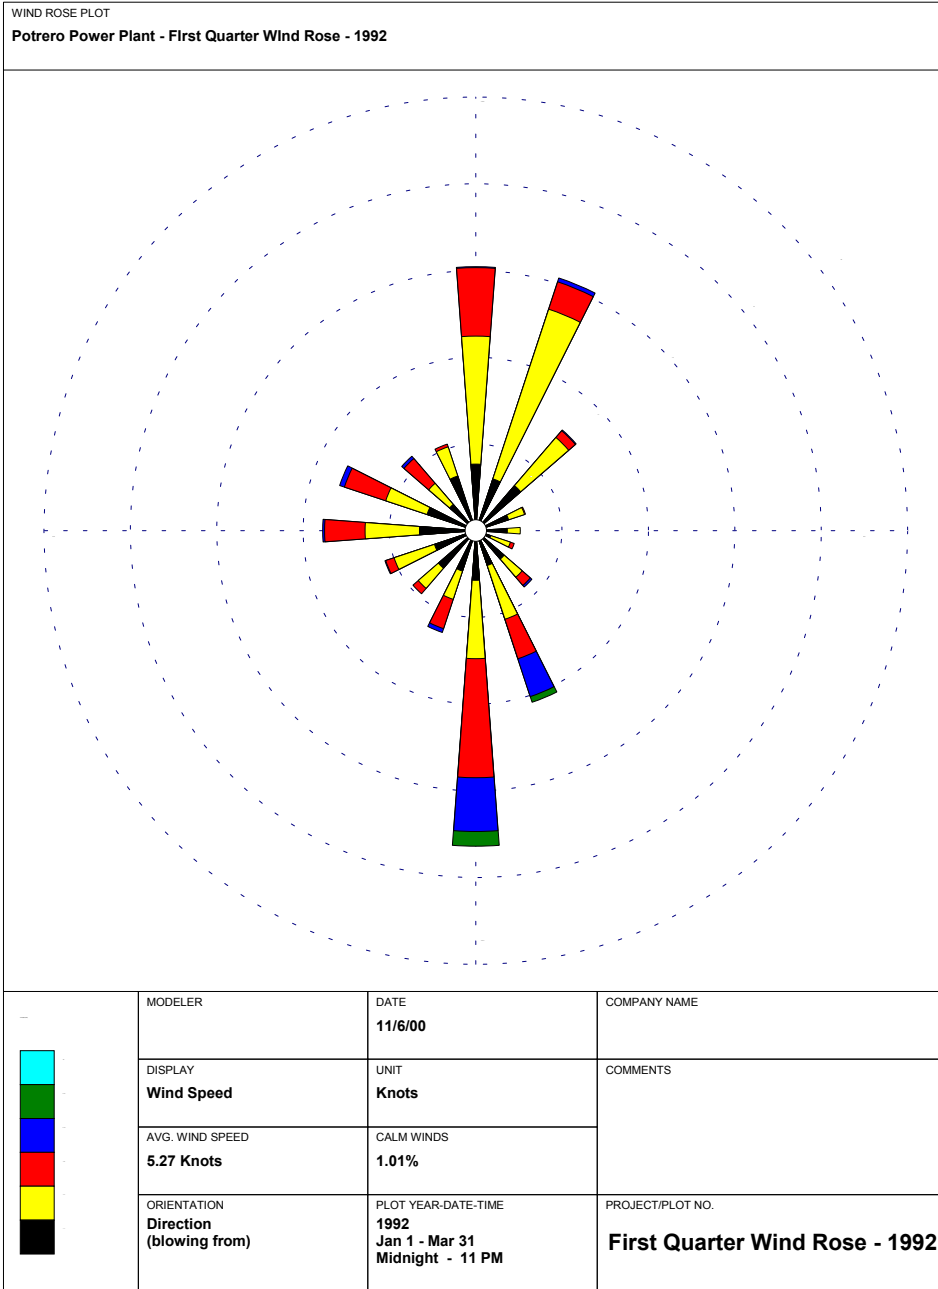 WIND ROSE PLOT
Potrero Power Plant - FIrst Quarter WInd Rose - 1992
MODELER
DATE
11/6/00
COMPANY NAME
DISPLAY
Wind Speed
UNIT
Knots
COMMENTS
AVG. WIND SPEED
5.27 Knots
CALM WINDS
1.01%
ORIENTATION
Direction
(blowing from)
PLOT YEAR-DATE-TIME
1992
Jan 1 - Mar 31
Midnight - 11 PM
PROJECT/PLOT NO.
First Quarter Wind Rose - 1992